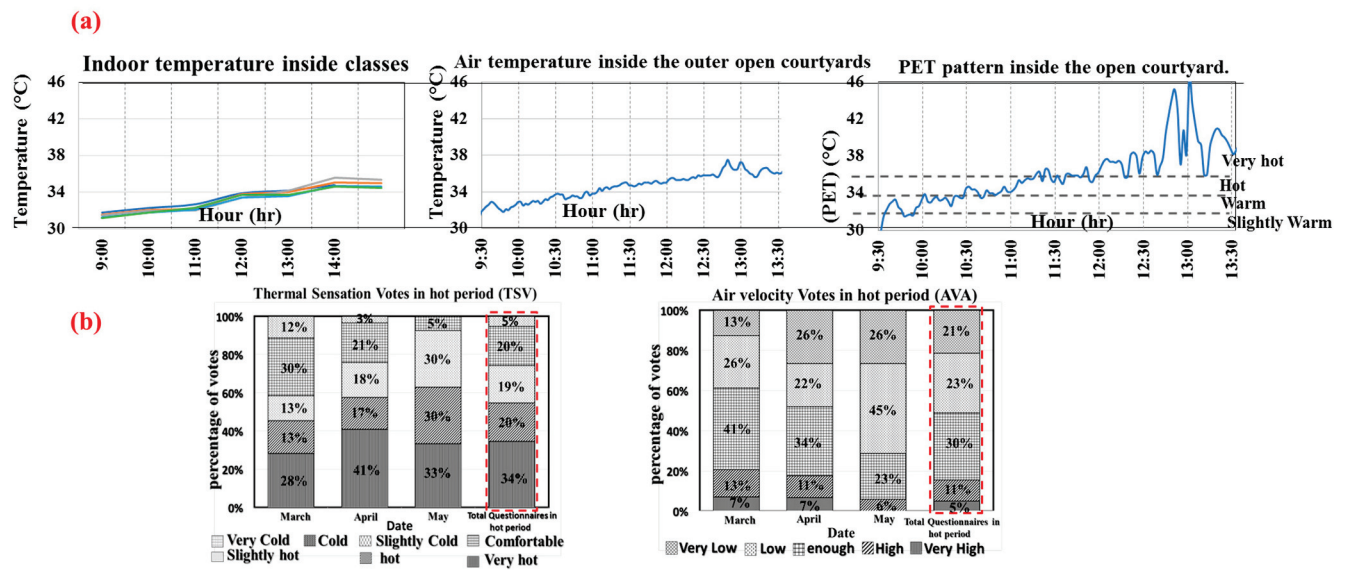 (a)
Indoor temperature inside classes
Temperature (°C)
46
42
38
34
30
9:00
10:00
11:00
12:00
13:00
14:00
Hour (hr)
Air temperature inside the outer open courtyards
Temperature (°C)
46
42
38
34
30
9:30
10:00
10:30
11:00
11:30
12:00
12:30
13:00
13:30
Hour (hr)
PET pattern inside the open courtyard.
(PET) (°C)
46
42
38
34
30
9:30
10:00
10:30
11:00
11:30
12:00
12:30
13:00
13:30
Hour (hr)
Very hot
Hot
Warm
Slightly Warm
(b)
Thermal Sensation Votes in hot period (TSV)
percentage of votes
100%
80%
60%
40%
20%
0%
12%
30%
13%
13%
28%
3%
21%
18%
17%
41%
5%
30%
30%
33%
5%
20%
19%
20%
34%
March
April
May
Total Questionnaires in
hot period
Date
Very Cold
Cold
Slightly Cold
Comfortable
Slightly hot
hot
Very hot
Air velocity Votes in hot period (AVA)
percentage of votes
100%
80%
60%
40%
20%
0%
13%
26%
41%
13%
7%
26%
22%
34%
11%
7%
26%
45%
23%
6%
21%
23%
30%
11%
5%
March
April
May
Total Questionnaires in
hot period
Date
Very Low
Low
enough
High
Very High